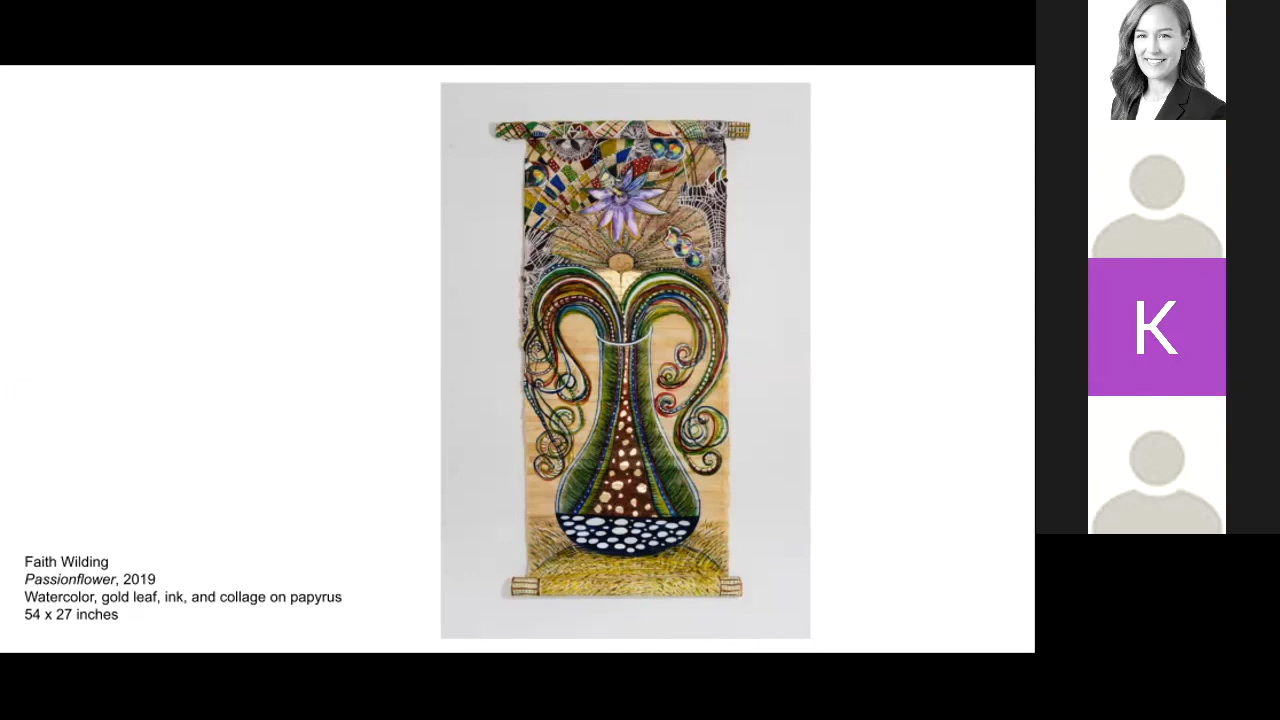 K
Faith Wilding
Passionflower, 2019
Watercolor, gold leaf, ink, and collage on papyrus
54 x 27 inches